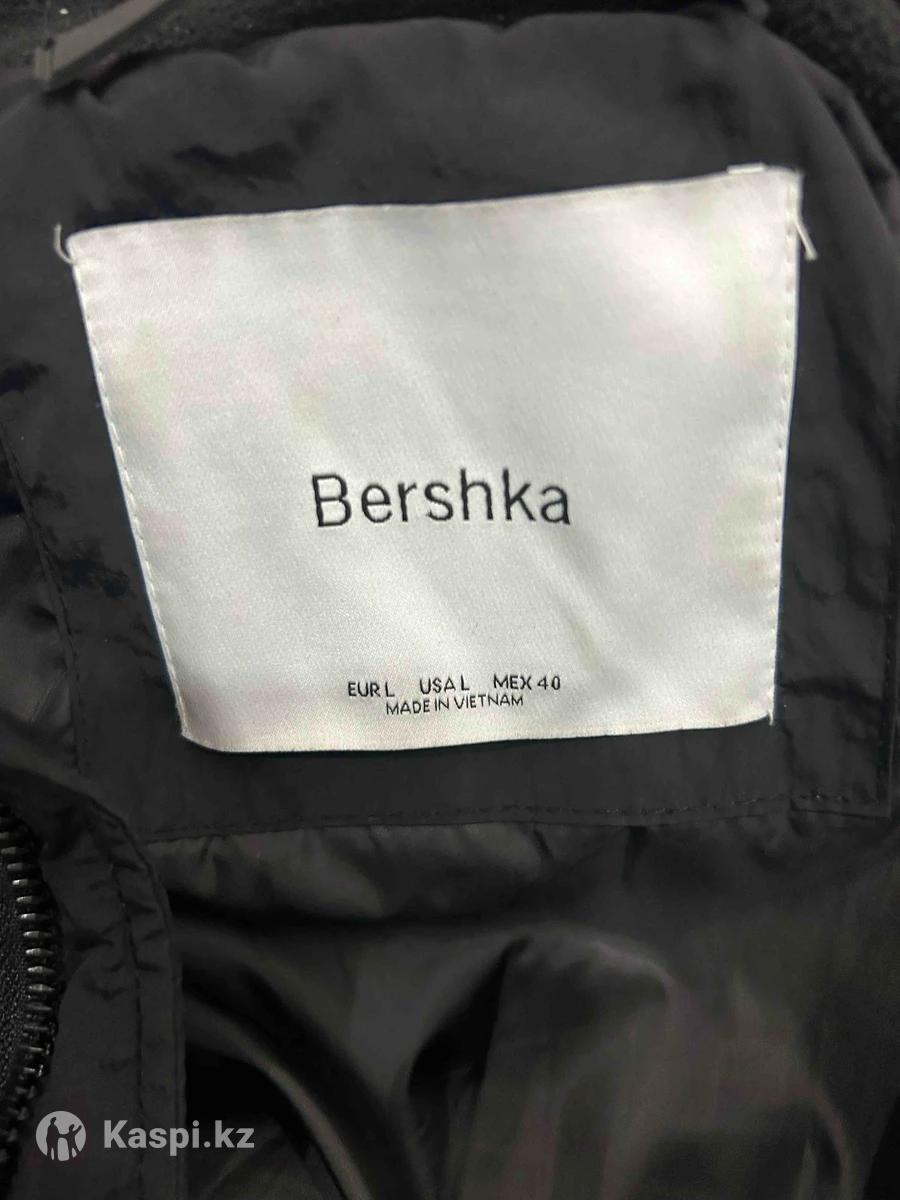 Bershka
EUR L USA L MEX 40
MADE IN VIETNAM
Kaspi.kz